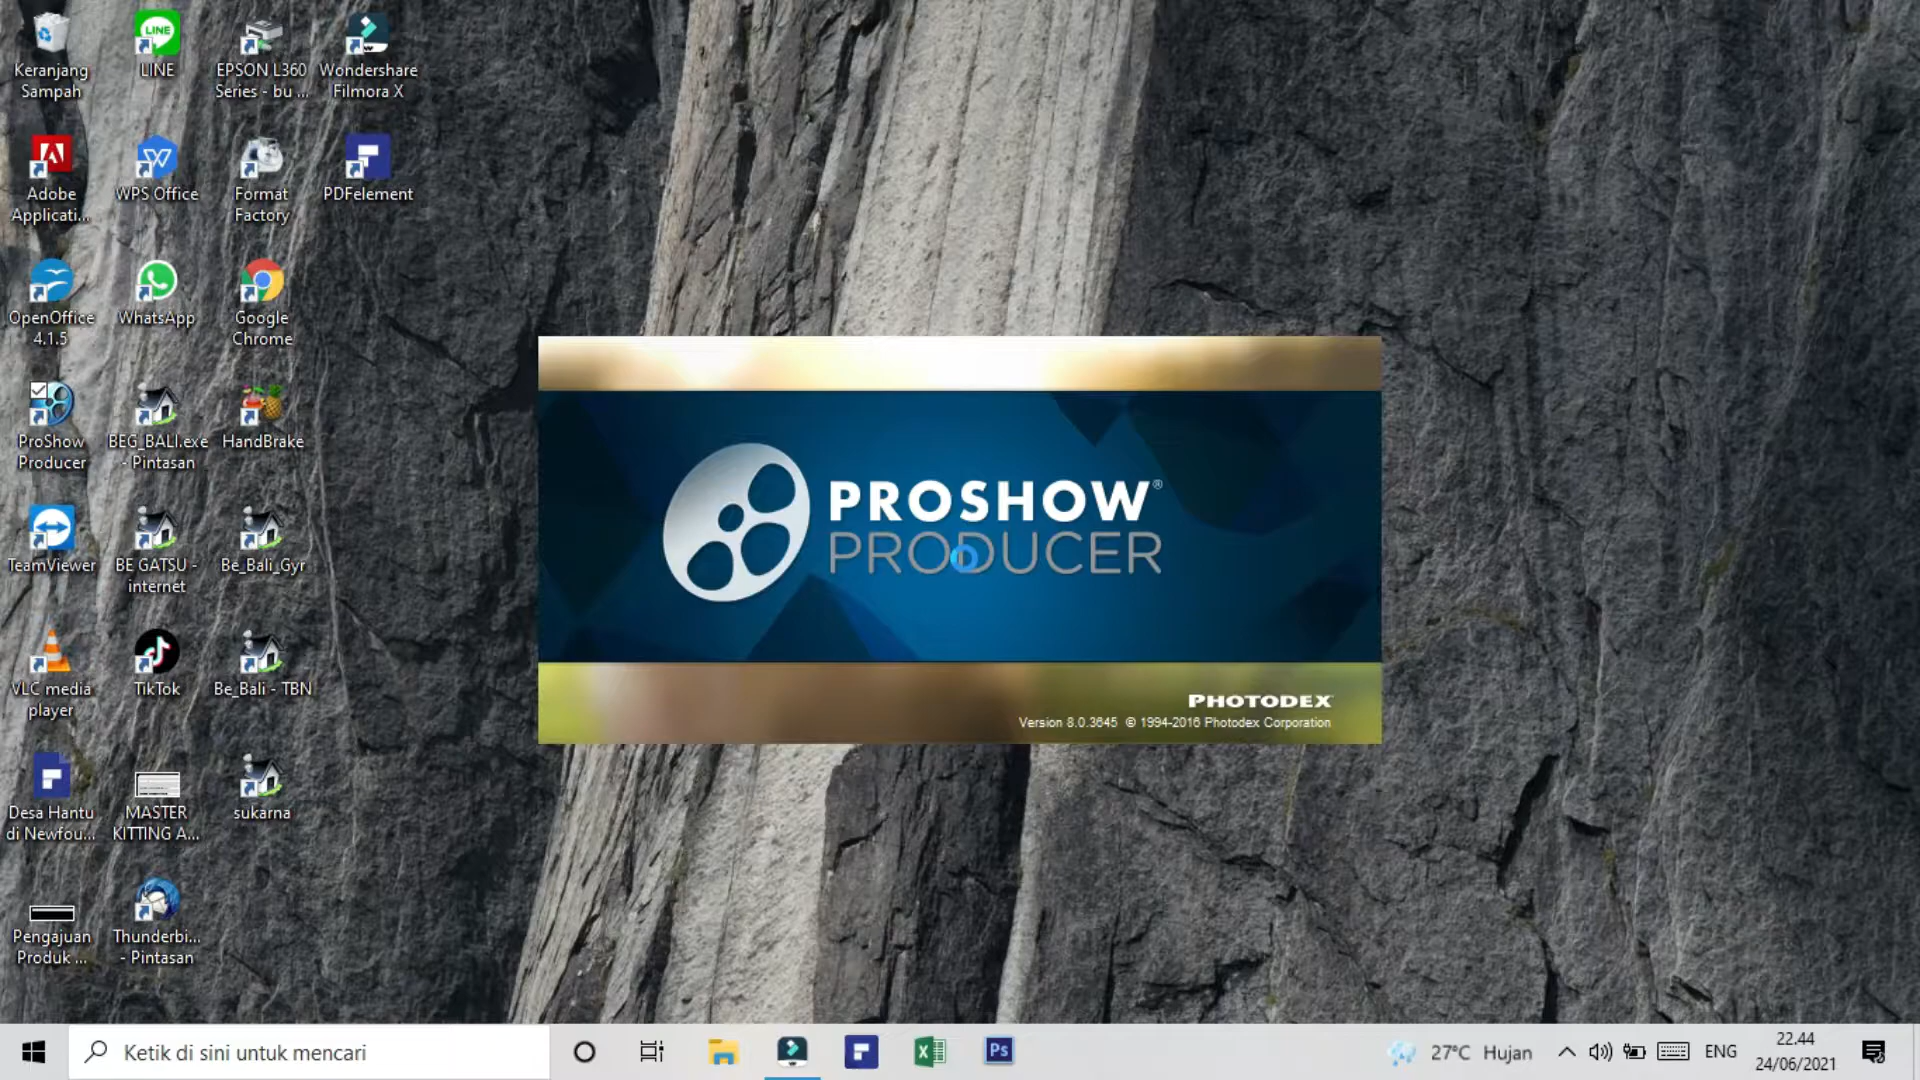 Keranjang
Sampah
LINE
LINE
EPSON L360
Series - bu ...
Wondershare
Filmora X
Adobe
Applicati...
WPS Office
Format
Factory
PDFelement
OpenOffice
4.1.5
WhatsApp
Google
Chrome
ProShow
Producer
BEG_BALI.exe
- Pintasan
HandBrake
TeamViewer
BE GATSU -
internet
Be_Bali_Gyr
VLC media
player
TikTok
Be_Bali - TBN
Desa Hantu
di Newfou...
MASTER
KITTING A...
sukarna
Pengajuan
Produk ...
Thunderbi...
- Pintasan
PROSHOW®
PRODUCER
PHOTODEX
Version 8.0.3645 © 1994-2016 Photodex Corporation
Ketik di sini untuk mencari
Ps
27°C Hujan
ENG
22.44
24/06/2021